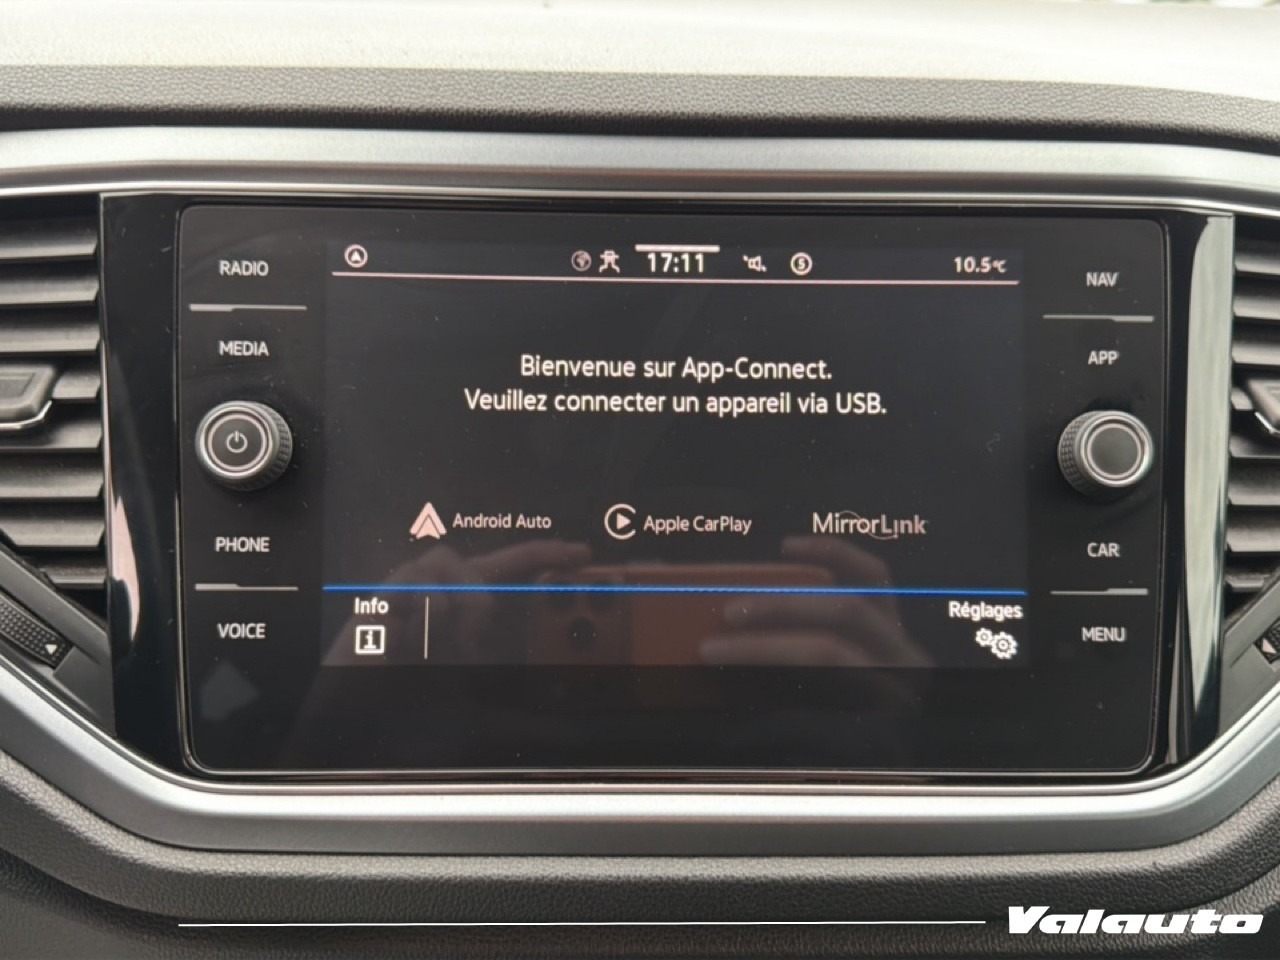 RADIO
MEDIA
PHONE
VOICE
17:11
S
10.5°C
Bienvenue sur App-Connect.
Veuillez connecter un appareil via USB.
Android Auto
Apple CarPlay
MirrorLink
Info
i
Réglages
NAV
APP
CAR
MENU
Valauto